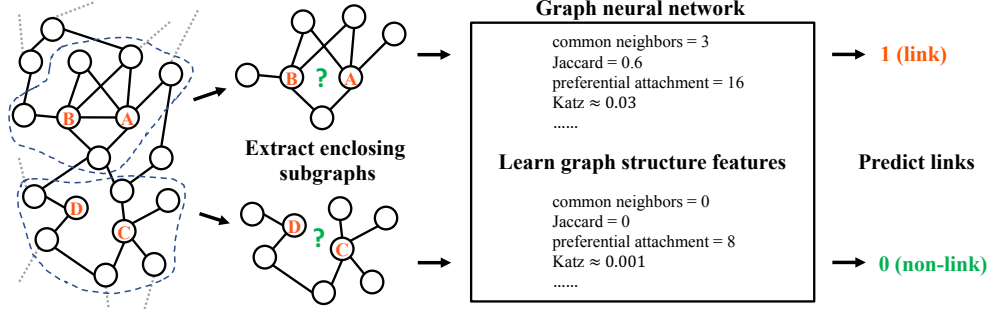 Graph neural network
B
?
A
common neighbors = 3
Jaccard = 0.6
preferential attachment = 16
Katz ≈ 0.03
......
1 (link)
B
A
Extract enclosing
subgraphs
Learn graph structure features
Predict links
D
C
D
?
C
common neighbors = 0
Jaccard = 0
preferential attachment = 8
Katz ≈ 0.001
......
0 (non-link)